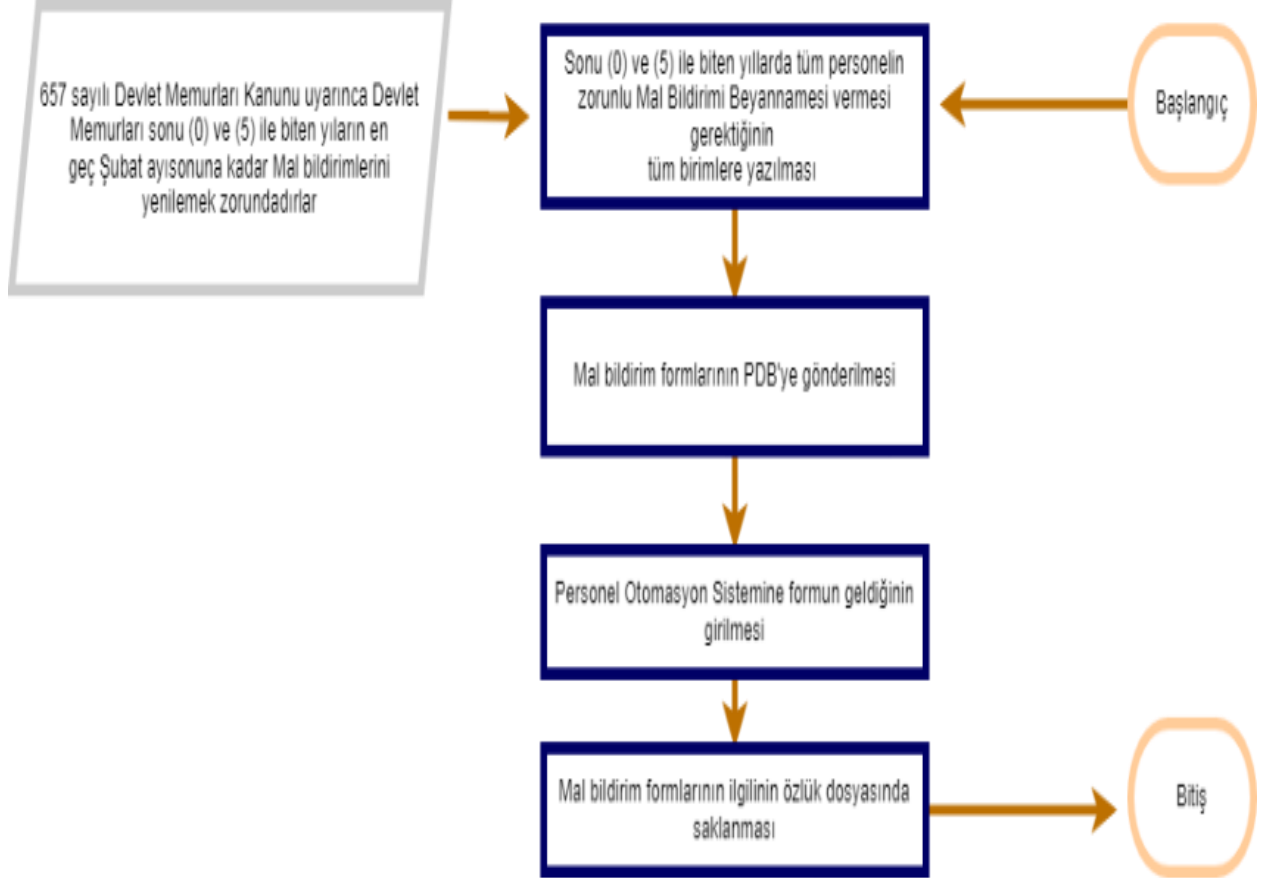 657 sayılı Devlet Memurları Kanunu uyarınca Devlet
Memurları sonu (0) ve (5) ile biten yılların en
geç Şubat ayısonuna kadar Mal bildirimlerini
yenilemek zorundadırlar
Sonu (0) ve (5) ile biten yıllarda tüm personelin
zorunlu Mal Bildirimi Beyannamesi vermesi
gerektiğinin
tüm birimlere yazılması
Başlangıç
Mal bildirim formlarının PDB'ye gönderilmesi
Personel Otomasyon Sistemine formun geldiğinin
girilmesi
Mal bildirim formlarının ilgilinin özlük dosyasında
saklanması
Bitiş